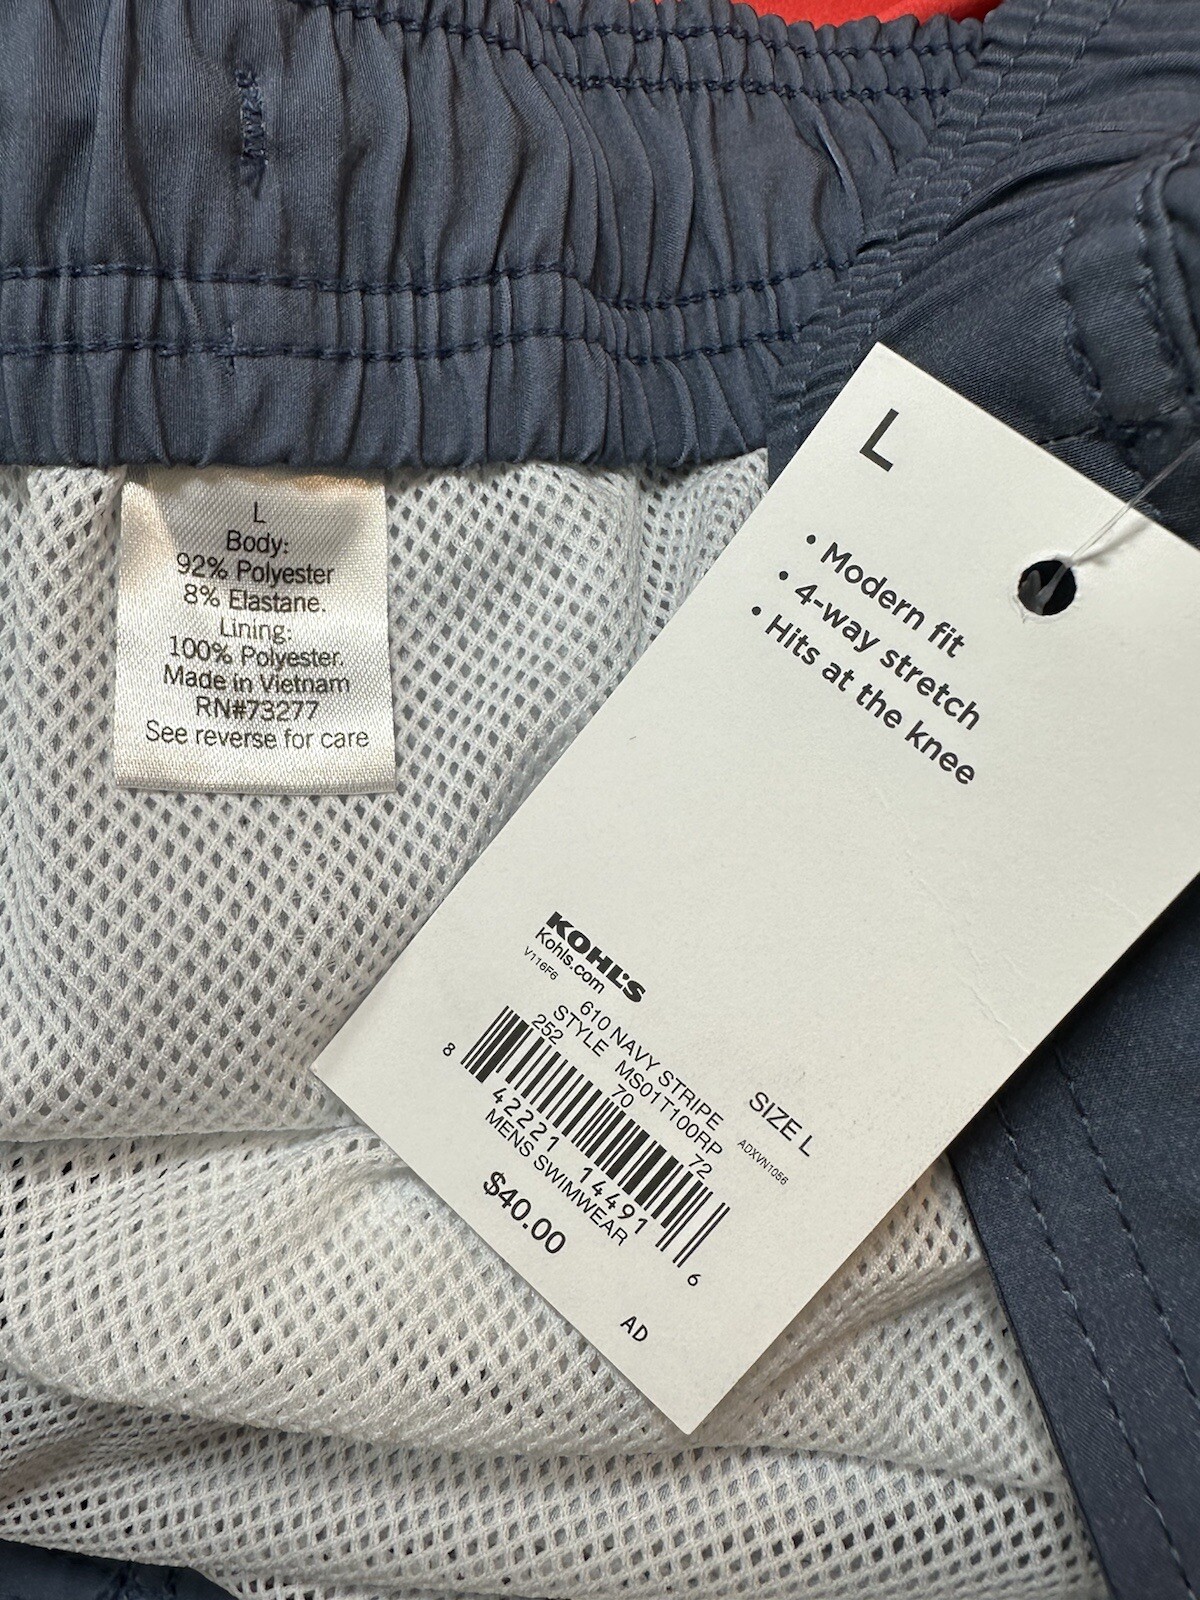 L
Body:
92% Polyester
8% Elastane.
Lining:
100% Polyester.
Made in Vietnam
RN#73277
See reverse for care
L
• Modern fit
• 4-way stretch
• Hits at the knee
KOHL'S
Kohls.com
V116F6
610 NAVY STRIPE
STYLE MS01T100RP
SIZE L
ADXVN1056
252 70 72
8 42221 14491 6
MENS SWIMWEAR
$40.00
AD